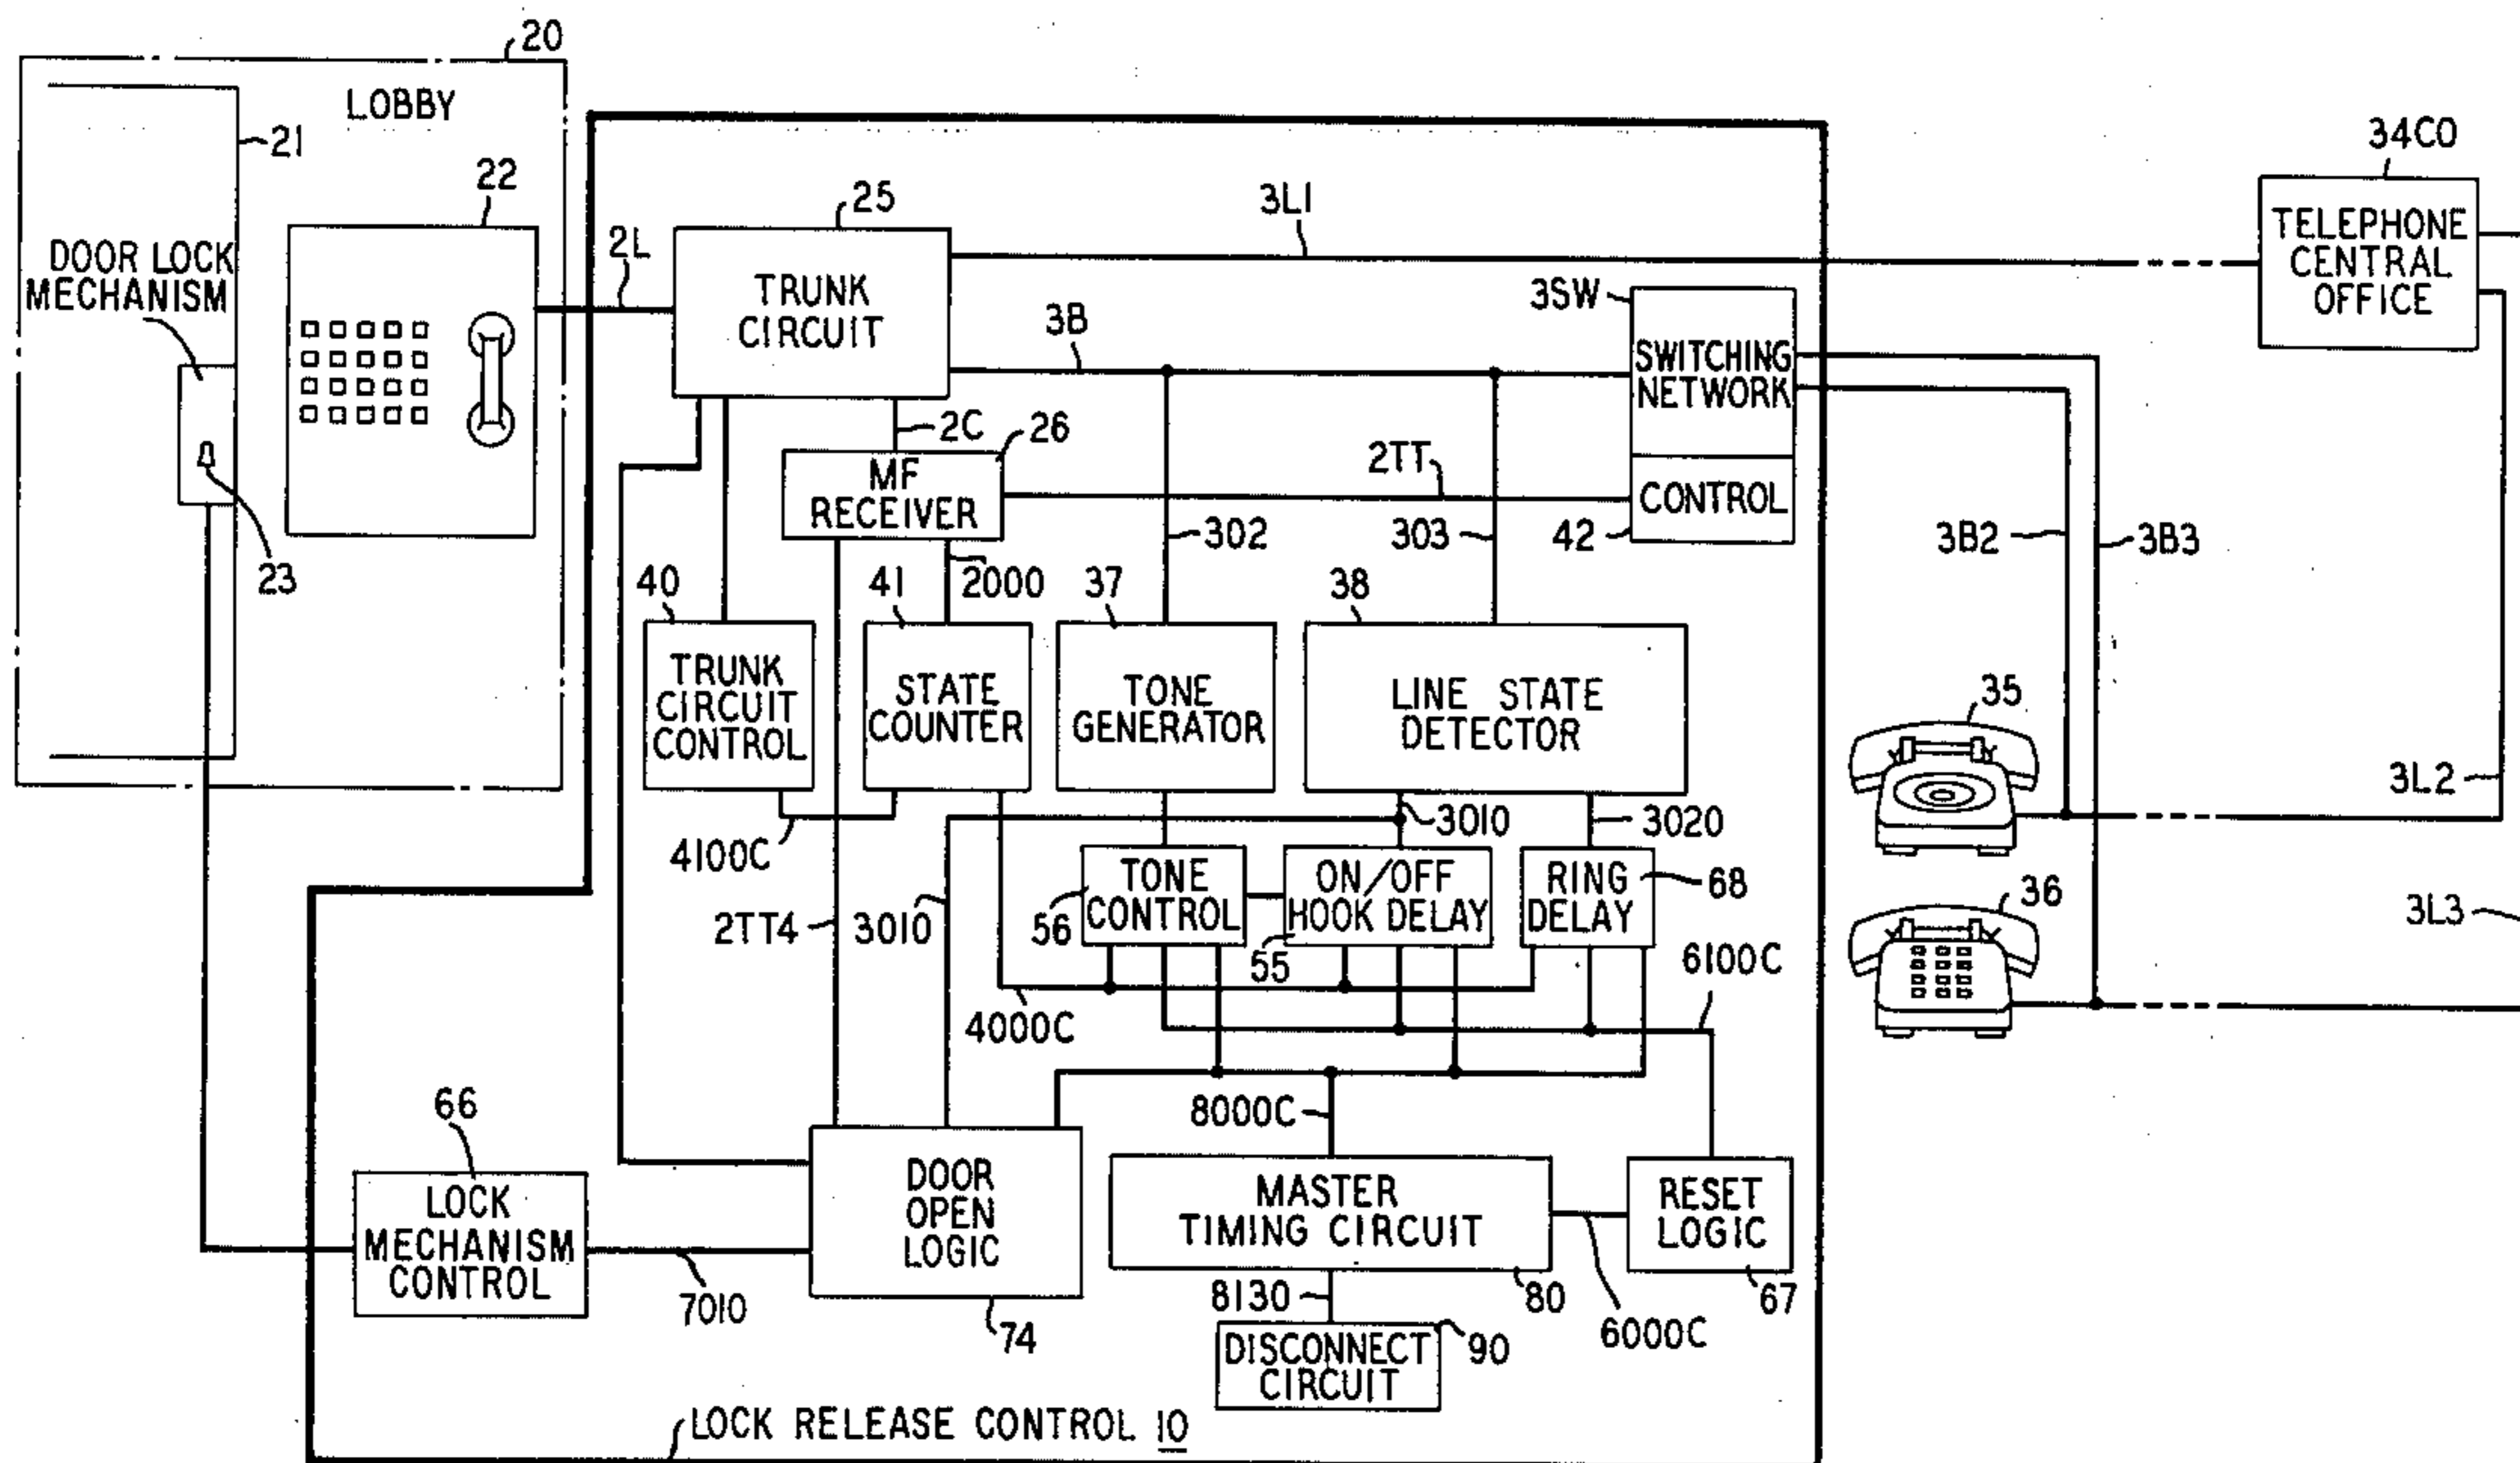 20
LOBBY
21
22
DOOR LOCK
MECHANISM
23
25
2L
TRUNK
CIRCUIT
3L1
34CO
TELEPHONE
CENTRAL
OFFICE
3SW
3B
SWITCHING
NETWORK
2C
26
MF
RECEIVER
2TT
CONTROL
42
302
303
3B2
3B3
40
41
2000
37
38
TRUNK
CIRCUIT
CONTROL
STATE
COUNTER
TONE
GENERATOR
LINE STATE
DETECTOR
35
3L2
4100C
3010
3020
TONE
CONTROL
56
ON/OFF
HOOK DELAY
55
RING
DELAY
68
36
3L3
2TT4
3010
6100C
4000C
66
8000C
LOCK
MECHANISM
CONTROL
DOOR
OPEN
LOGIC
MASTER
TIMING CIRCUIT
RESET
LOGIC
7010
74
8130
80
6000C
67
DISCONNECT
CIRCUIT
90
LOCK RELEASE CONTROL 10